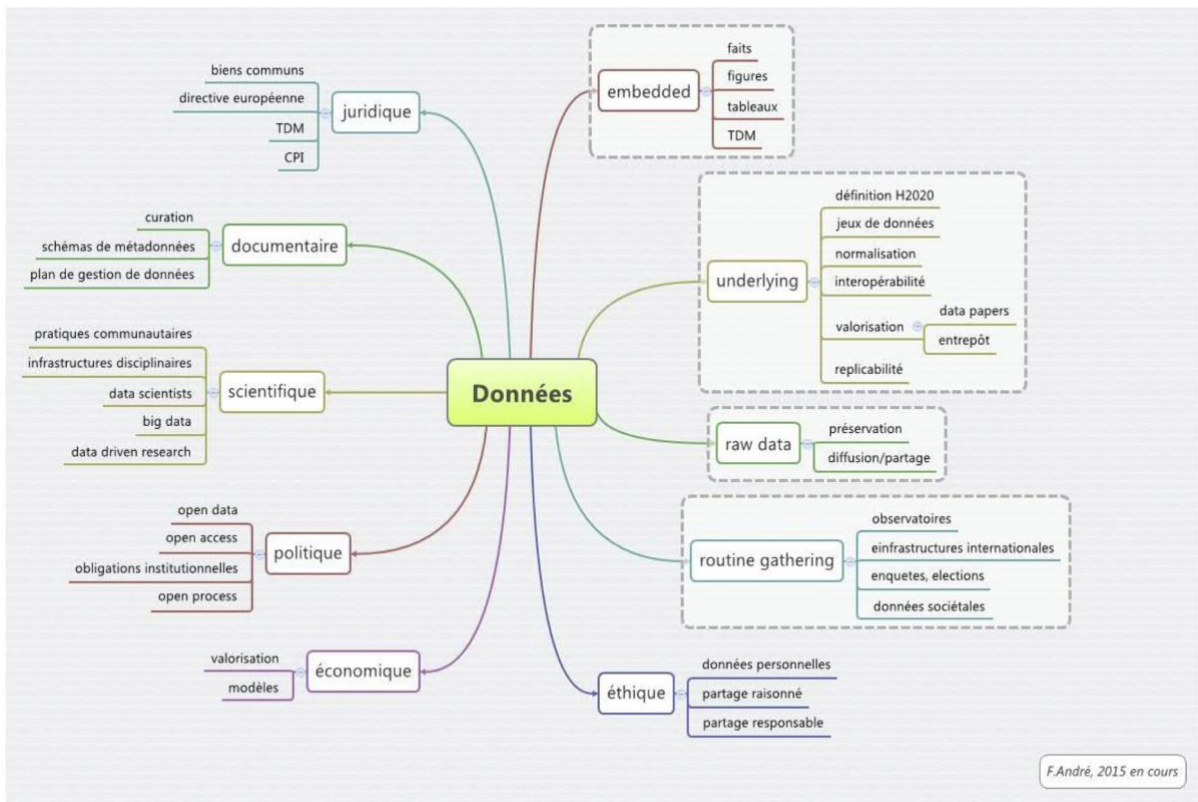 biens communs
directive européenne
TDM
CPI
juridique
curation
schémas de métadonnées
plan de gestion de données
documentaire
pratiques communautaires
infrastructures disciplinaires
data scientists
big data
data driven research
scientifique
open data
open access
obligations institutionnelles
open process
politique
valorisation
modèles
économique
Données
embedded
faits
figures
tableaux
TDM
underlying
définition H2020
jeux de données
normalisation
interopérabilité
valorisation
data papers
entrepôt
replicabilité
raw data
préservation
diffusion/partage
routine gathering
observatoires
einfrastructures internationales
enquetes, elections
données sociétales
éthique
données personnelles
partage raisonné
partage responsable
F.André, 2015 en cours